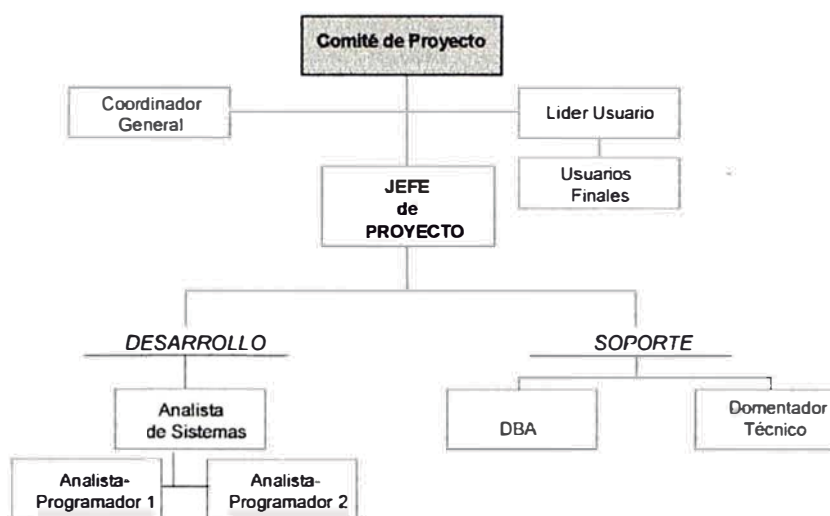 Comité de Proyecto
Coordinador
General
Lider Usuario
Usuarios
Finales
JEFE
de
PROYECTO
DESARROLLO
SOPORTE
Analista
de Sistemas
DBA
Domentador
Técnico
Analista-
Programador 1
Analista-
Programador 2